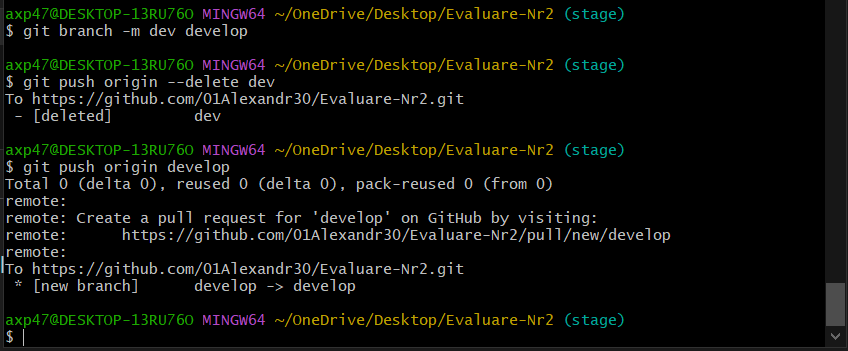 axp47@DESKTOP-13RU76O MINGW64 ~/OneDrive/Desktop/Evaluare-Nr2 (stage)
$ git branch -m dev develop
axp47@DESKTOP-13RU76O MINGW64 ~/OneDrive/Desktop/Evaluare-Nr2 (stage)
$ git push origin --delete dev
To https://github.com/01Alexandr30/Evaluare-Nr2.git
 - [deleted]         dev
axp47@DESKTOP-13RU76O MINGW64 ~/OneDrive/Desktop/Evaluare-Nr2 (stage)
$ git push origin develop
Total 0 (delta 0), reused 0 (delta 0), pack-reused 0 (from 0)
remote:
remote: Create a pull request for 'develop' on GitHub by visiting:
remote:      https://github.com/01Alexandr30/Evaluare-Nr2/pull/new/develop
remote:
To https://github.com/01Alexandr30/Evaluare-Nr2.git
 * [new branch]      develop -> develop
axp47@DESKTOP-13RU76O MINGW64 ~/OneDrive/Desktop/Evaluare-Nr2 (stage)
$